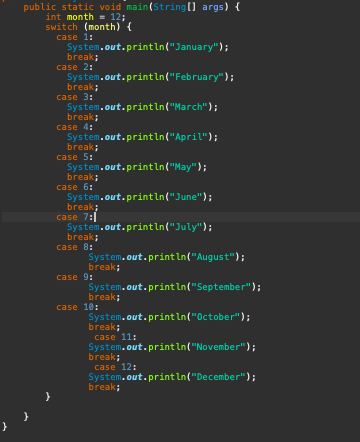 public static void main(String[] args) {
    int month = 12;
    switch (month) {
      case 1:
        System.out.println("January");
        break;
      case 2:
        System.out.println("February");
        break;
      case 3:
        System.out.println("March");
        break;
      case 4:
        System.out.println("April");
        break;
      case 5:
        System.out.println("May");
        break;
      case 6:
        System.out.println("June");
        break;
      case 7:
        System.out.println("July");
        break;
      case 8:
            System.out.println("August");
            break;
      case 9:
            System.out.println("September");
            break;
      case 10:
            System.out.println("October");
            break;
             case 11:
            System.out.println("November");
            break;
             case 12:
            System.out.println("December");
            break;
    }
}
}